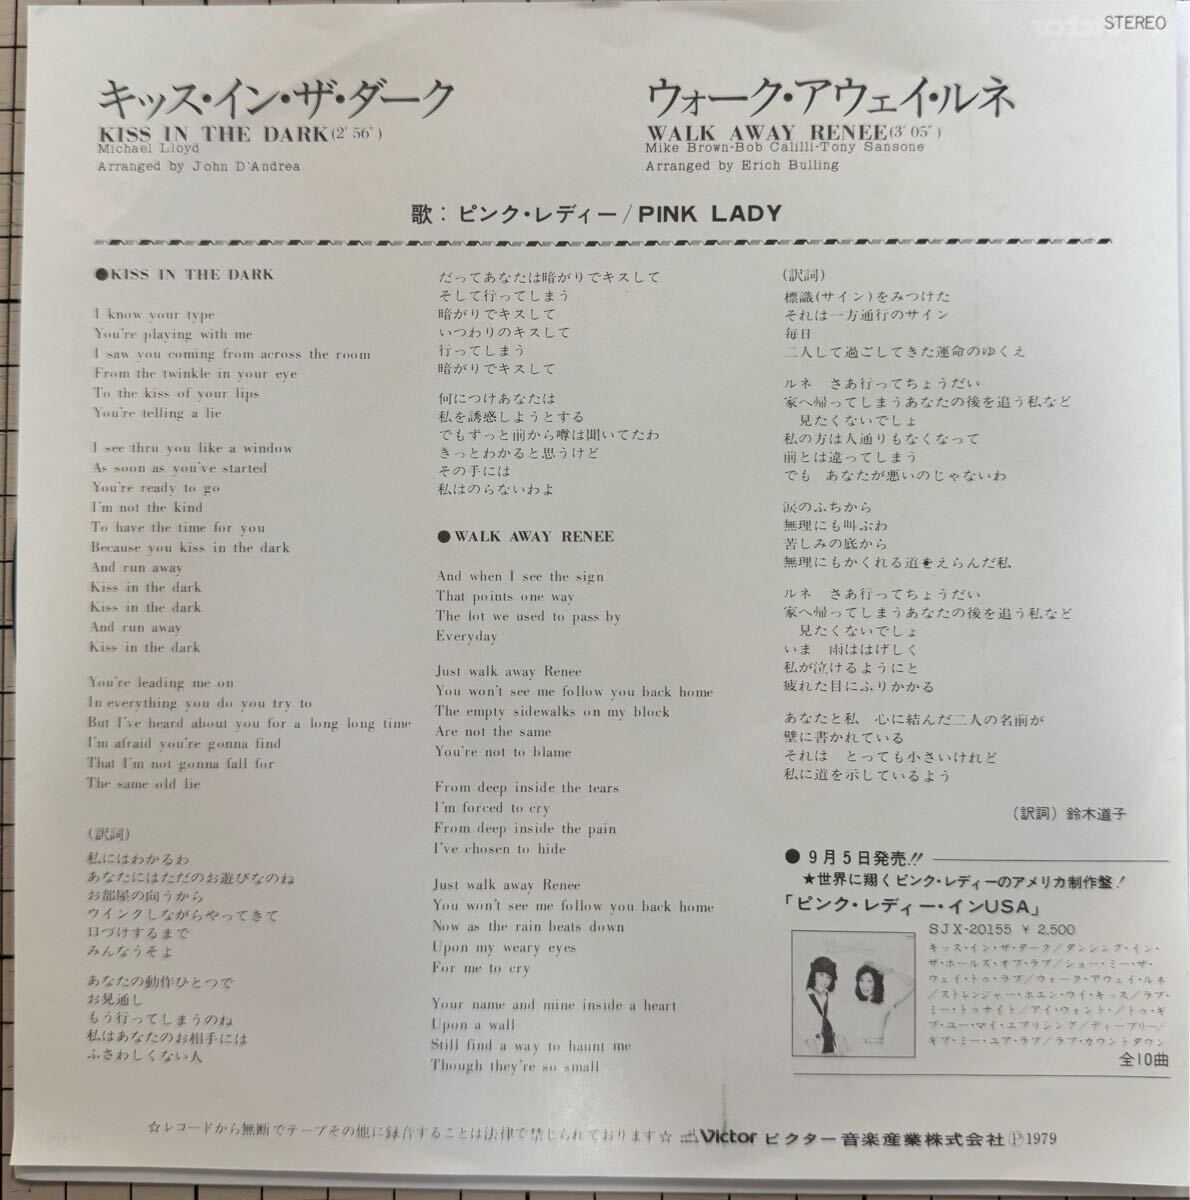 STEREO
キッス・イン・ザ・ダーク
KISS IN THE DARK(2'56")
Michael Lloyd
Arranged by John D'Andrea
ウォーク・アウェイ・ルネ
WALK AWAY RENEE(3'05")
Mike Brown-Bob Calilli-Tony Sansone
Arranged by Erich Bulling
歌：ピンク・レディー/PINK LADY
●KISS IN THE DARK
I know your type
You're playing with me
I saw you coming from across the room
From the twinkle in your eye
To the kiss of your lips
You're telling a lie
I see thru you like a window
As soon as you've started
You're ready to go
I'm not the kind
To have the time for you
Because you kiss in the dark
And run away
Kiss in the dark
Kiss in the dark
And run away
Kiss in the dark
You're leading me on
In everything you do you try to
But I've heard about you for a long long time
I'm afraid you're gonna find
That I'm not gonna fall for
The same old lie
(訳詞)
私にはわかるわ
あなたにはただのお遊びなのね
お部屋の向うから
ウインクしながらやってきて
口づけするまで
みんなうそよ
あなたの動作ひとつで
お見通し
もう行ってしまうのね
私はあなたのお相手には
ふさわしくない人
だってあなたは暗がりでキスして
そして行ってしまう
暗がりでキスして
いつわりのキスして
行ってしまう
暗がりでキスして
何につけあなたは
私を誘惑しようとする
でもずっと前から噂は聞いてたわ
きっとわかると思うけど
その手には
私はのらないわよ
●WALK AWAY RENEE
And when I see the sign
That points one way
The lot we used to pass by
Everyday
Just walk away Renee
You won't see me follow you back home
The empty sidewalks on my block
Are not the same
You're not to blame
From deep inside the tears
I'm forced to cry
From deep inside the pain
I've chosen to hide
Just walk away Renee
You won't see me follow you back home
Now as the rain beats down
Upon my weary eyes
For me to cry
Your name and mine inside a heart
Upon a wall
Still find a way to haunt me
Though they're so small
(訳詞)
標識(サイン)をみつけた
それは一方通行のサイン
毎日
二人して過ごしてきた運命のゆくえ
ルネ　さあ行ってちょうだい
家へ帰ってしまうあなたの後を追う私など
見たくないでしょ
私の方は人通りもなくなって
前とは違ってしまう
でも　あなたが悪いのじゃないわ
涙のふちから
無理にも叫ぶわ
苦しみの底から
無理にもかくれる道をえらんだ私
ルネ　さあ行ってちょうだい
家へ帰ってしまうあなたの後を追う私など
見たくないでしょ
いま　雨ははげしく
私が泣けるようにと
疲れた目にふりかかる
あなたと私　心に結んだ二人の名前が
壁に書かれている
それは　とっても小さいけれど
私に道を示しているよう
(訳詞) 鈴木道子
●9月5日発売!!
★世界に翔くピンク・レディーのアメリカ制作盤!
「ピンク・レディー・インUSA」
SJX-20155 ¥2,500
キッス・イン・ザ・ダーク/ダンシング・イン・
ザ・ホールズ・オブ・ラブ/ショー・ミー・ザ・
ウェイ・トゥ・ラブ/ウォーク・アウェイ・ルネ
/ストレンジャー・ホエン・ウイ・キッス/ラブ・
ミー・トゥナイト/アイ・ウォント・/トゥ・ギ
ブ・ユー・マイ・エブリシング/ディープリー/
ギブ・ミー・ユア・ラブ/ラブ・カウントダウン
全10曲
☆レコードから無断でテープその他に録音することは法律で禁じられております☆ Victor ビクター音楽産業株式会社Ⓟ1979